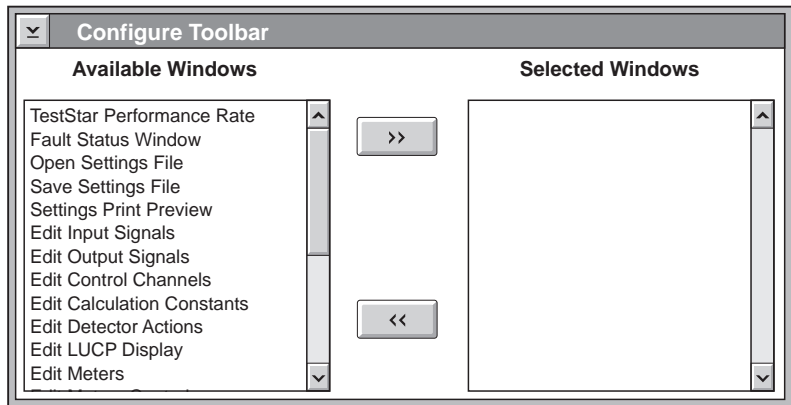 Configure Toolbar
Available Windows
Selected Windows
TestStar Performance Rate
Fault Status Window
Open Settings File
Save Settings File
Settings Print Preview
Edit Input Signals
Edit Output Signals
Edit Control Channels
Edit Calculation Constants
Edit Detector Actions
Edit LUCP Display
Edit Meters
>>
<<